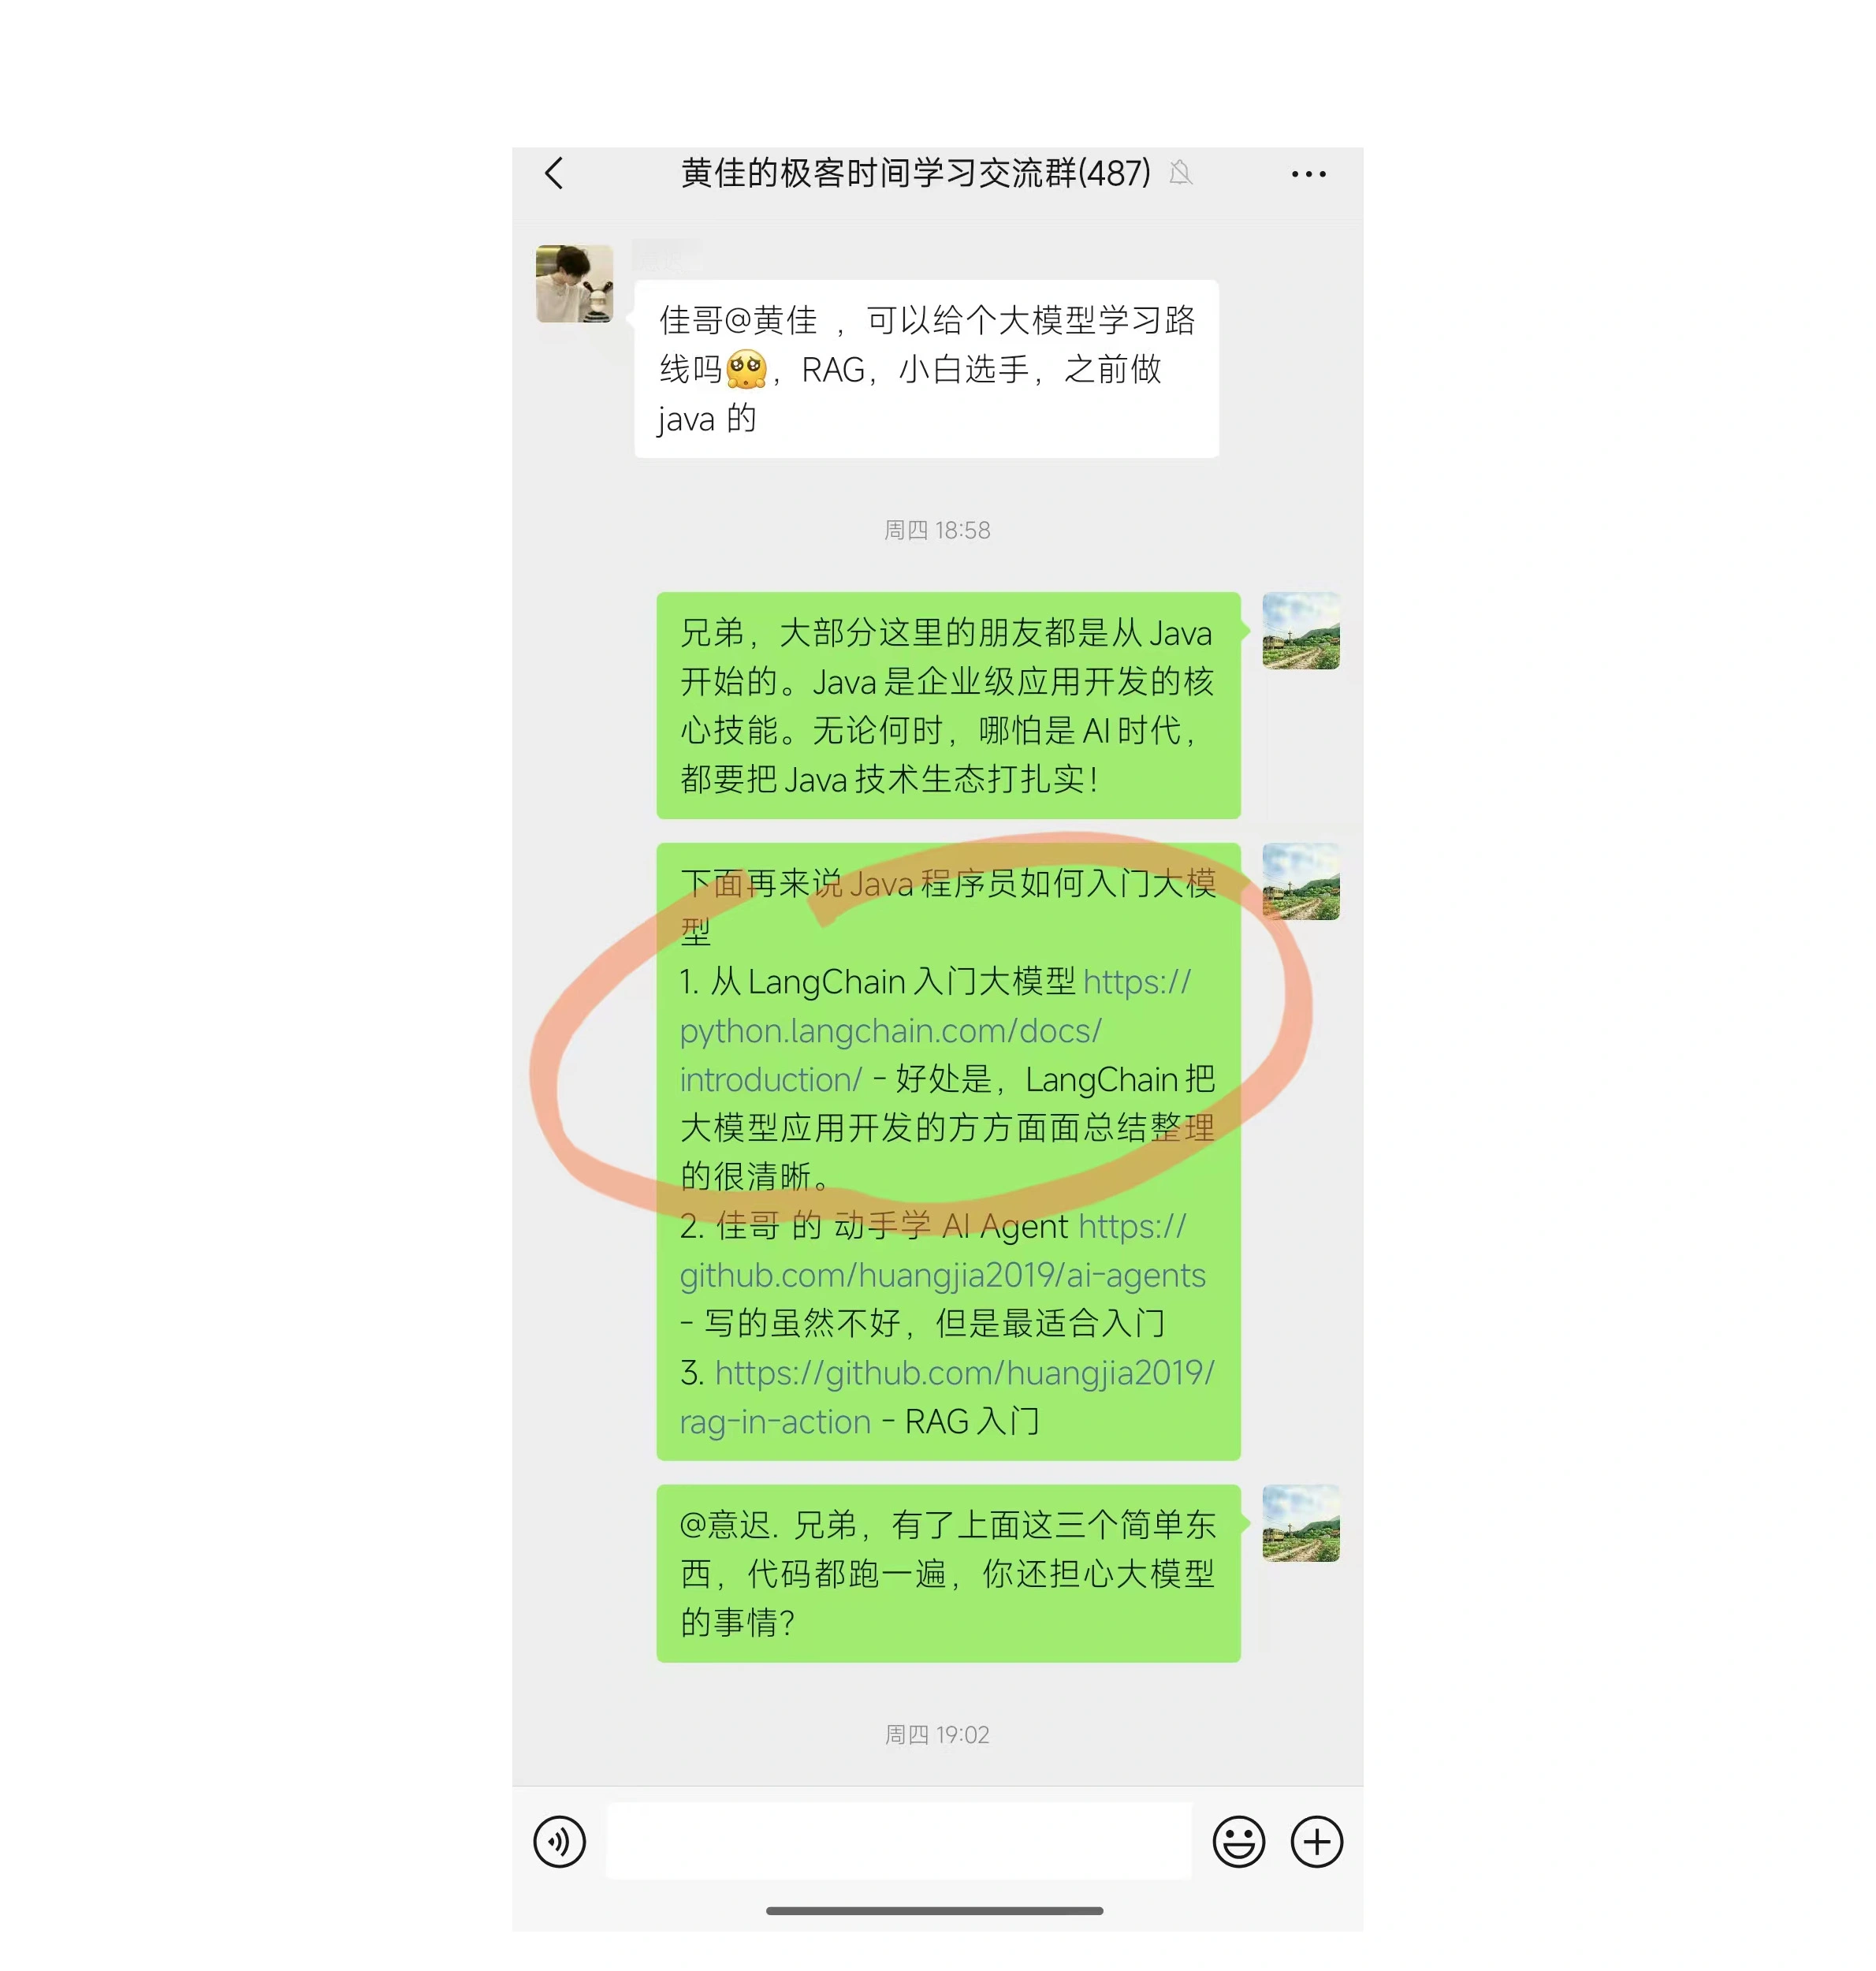 黄佳的极客时间学习交流群(487)
佳哥@黄佳 ，可以给个大模型学习路
线吗🥺，RAG，小白选手，之前做
java 的
周四 18:58
兄弟，大部分这里的朋友都是从 Java
开始的。Java 是企业级应用开发的核
心技能。无论何时，哪怕是 AI 时代，
都要把 Java 技术生态打扎实！
下面再来说 Java 程序员如何入门大模
型
1. 从 LangChain 入门大模型 https://
python.langchain.com/docs/
introduction/ - 好处是，LangChain 把
大模型应用开发的方方面面总结整理
的很清晰。
2. 佳哥 的 动手学 AI Agent https://
github.com/huangjia2019/ai-agents
- 写的虽然不好，但是最适合入门
3. https://github.com/huangjia2019/
rag-in-action - RAG 入门
@意迟. 兄弟，有了上面这三个简单东
西，代码都跑一遍，你还担心大模型
的事情？
周四 19:02